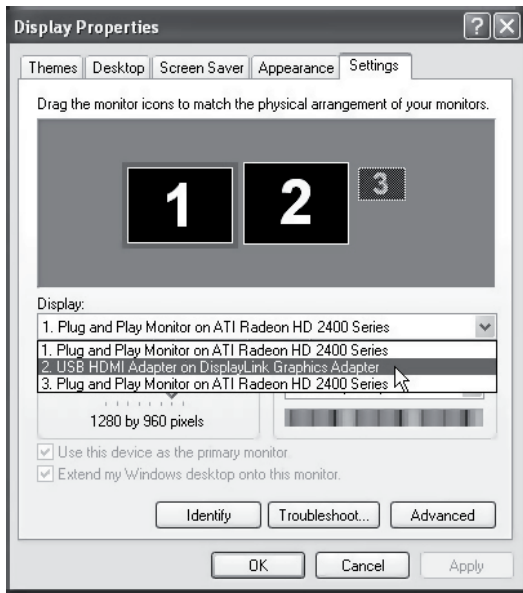 Display Properties
Themes Desktop Screen Saver Appearance Settings
Drag the monitor icons to match the physical arrangement of your monitors.
1 2 3
Display:
1. Plug and Play Monitor on ATI Radeon HD 2400 Series
1. Plug and Play Monitor on ATI Radeon HD 2400 Series
2. USB HDMI Adapter on DisplayLink Graphics Adapter
3. Plug and Play Monitor on ATI Radeon HD 2400 Series
1280 by 960 pixels
Use this device as the primary monitor.
Extend my Windows desktop onto this monitor.
Identify Troubleshoot... Advanced
OK Cancel Apply